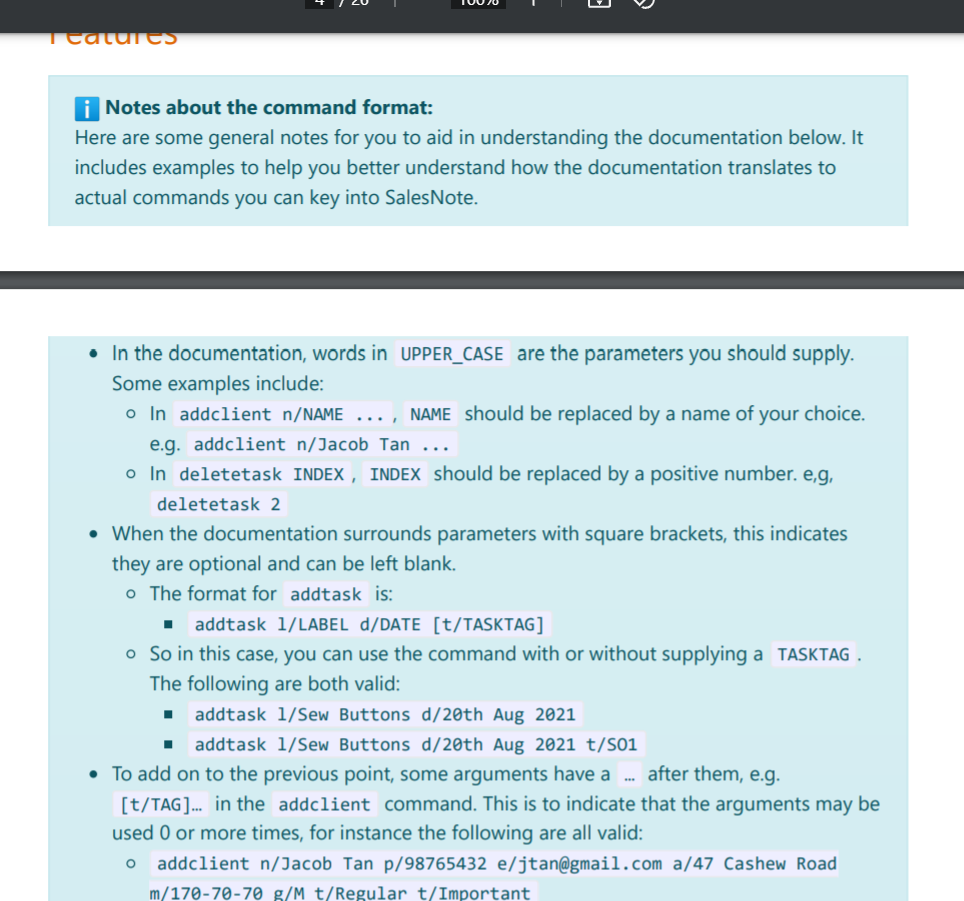 4 / 26
100%
Features
Notes about the command format:
Here are some general notes for you to aid in understanding the documentation below. It
includes examples to help you better understand how the documentation translates to
actual commands you can key into SalesNote.
• In the documentation, words in UPPER_CASE are the parameters you should supply.
Some examples include:
○ In addclient n/NAME ... , NAME should be replaced by a name of your choice.
e.g. addclient n/Jacob Tan ...
○ In deletetask INDEX , INDEX should be replaced by a positive number. e,g,
deletetask 2
• When the documentation surrounds parameters with square brackets, this indicates
they are optional and can be left blank.
○ The format for addtask is:
▪ addtask l/LABEL d/DATE [t/TASKTAG]
○ So in this case, you can use the command with or without supplying a TASKTAG .
The following are both valid:
▪ addtask l/Sew Buttons d/20th Aug 2021
▪ addtask l/Sew Buttons d/20th Aug 2021 t/SO1
• To add on to the previous point, some arguments have a … after them, e.g.
[t/TAG]… in the addclient command. This is to indicate that the arguments may be
used 0 or more times, for instance the following are all valid:
○ addclient n/Jacob Tan p/98765432 e/jtan@gmail.com a/47 Cashew Road
m/170-70-70 g/M t/Regular t/Important